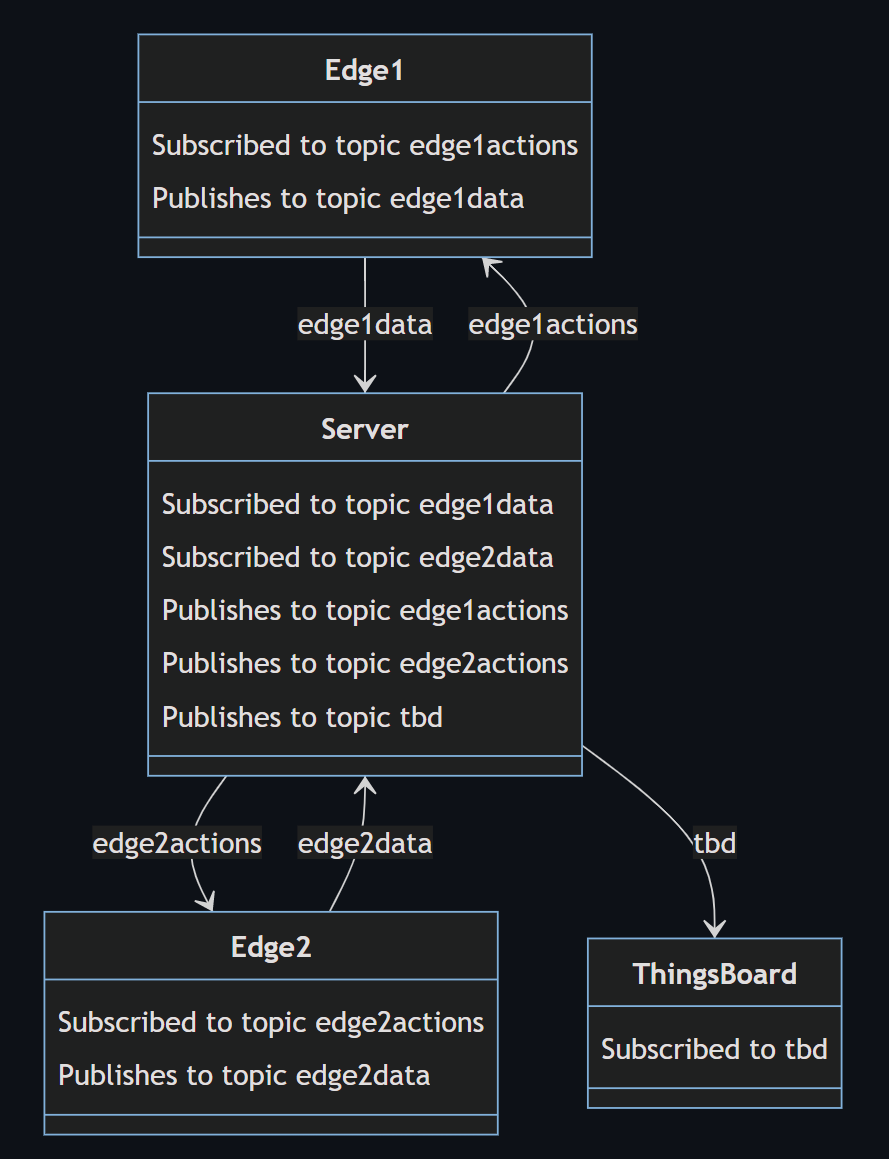 Edge1
Subscribed to topic edge1actions
Publishes to topic edge1data
edge1data
edge1actions
Server
Subscribed to topic edge1data
Subscribed to topic edge2data
Publishes to topic edge1actions
Publishes to topic edge2actions
Publishes to topic tbd
edge2actions
edge2data
tbd
Edge2
Subscribed to topic edge2actions
Publishes to topic edge2data
ThingsBoard
Subscribed to tbd